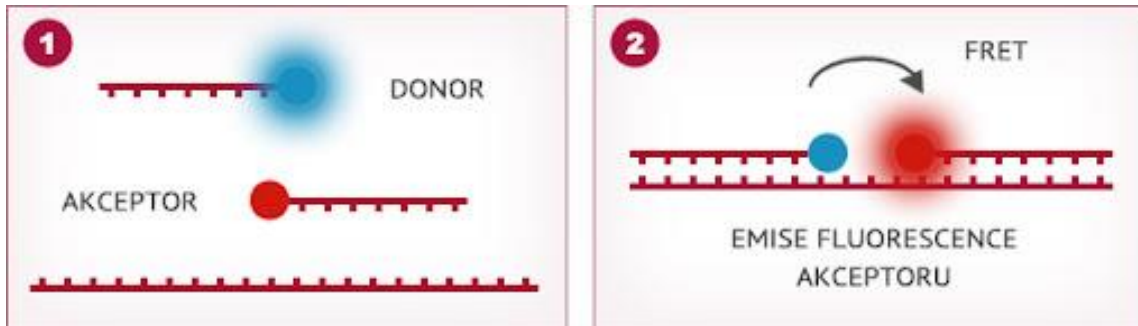 1
DONOR
AKCEPTOR
2
FRET
EMISE FLUORESCENCE
AKCEPTORU